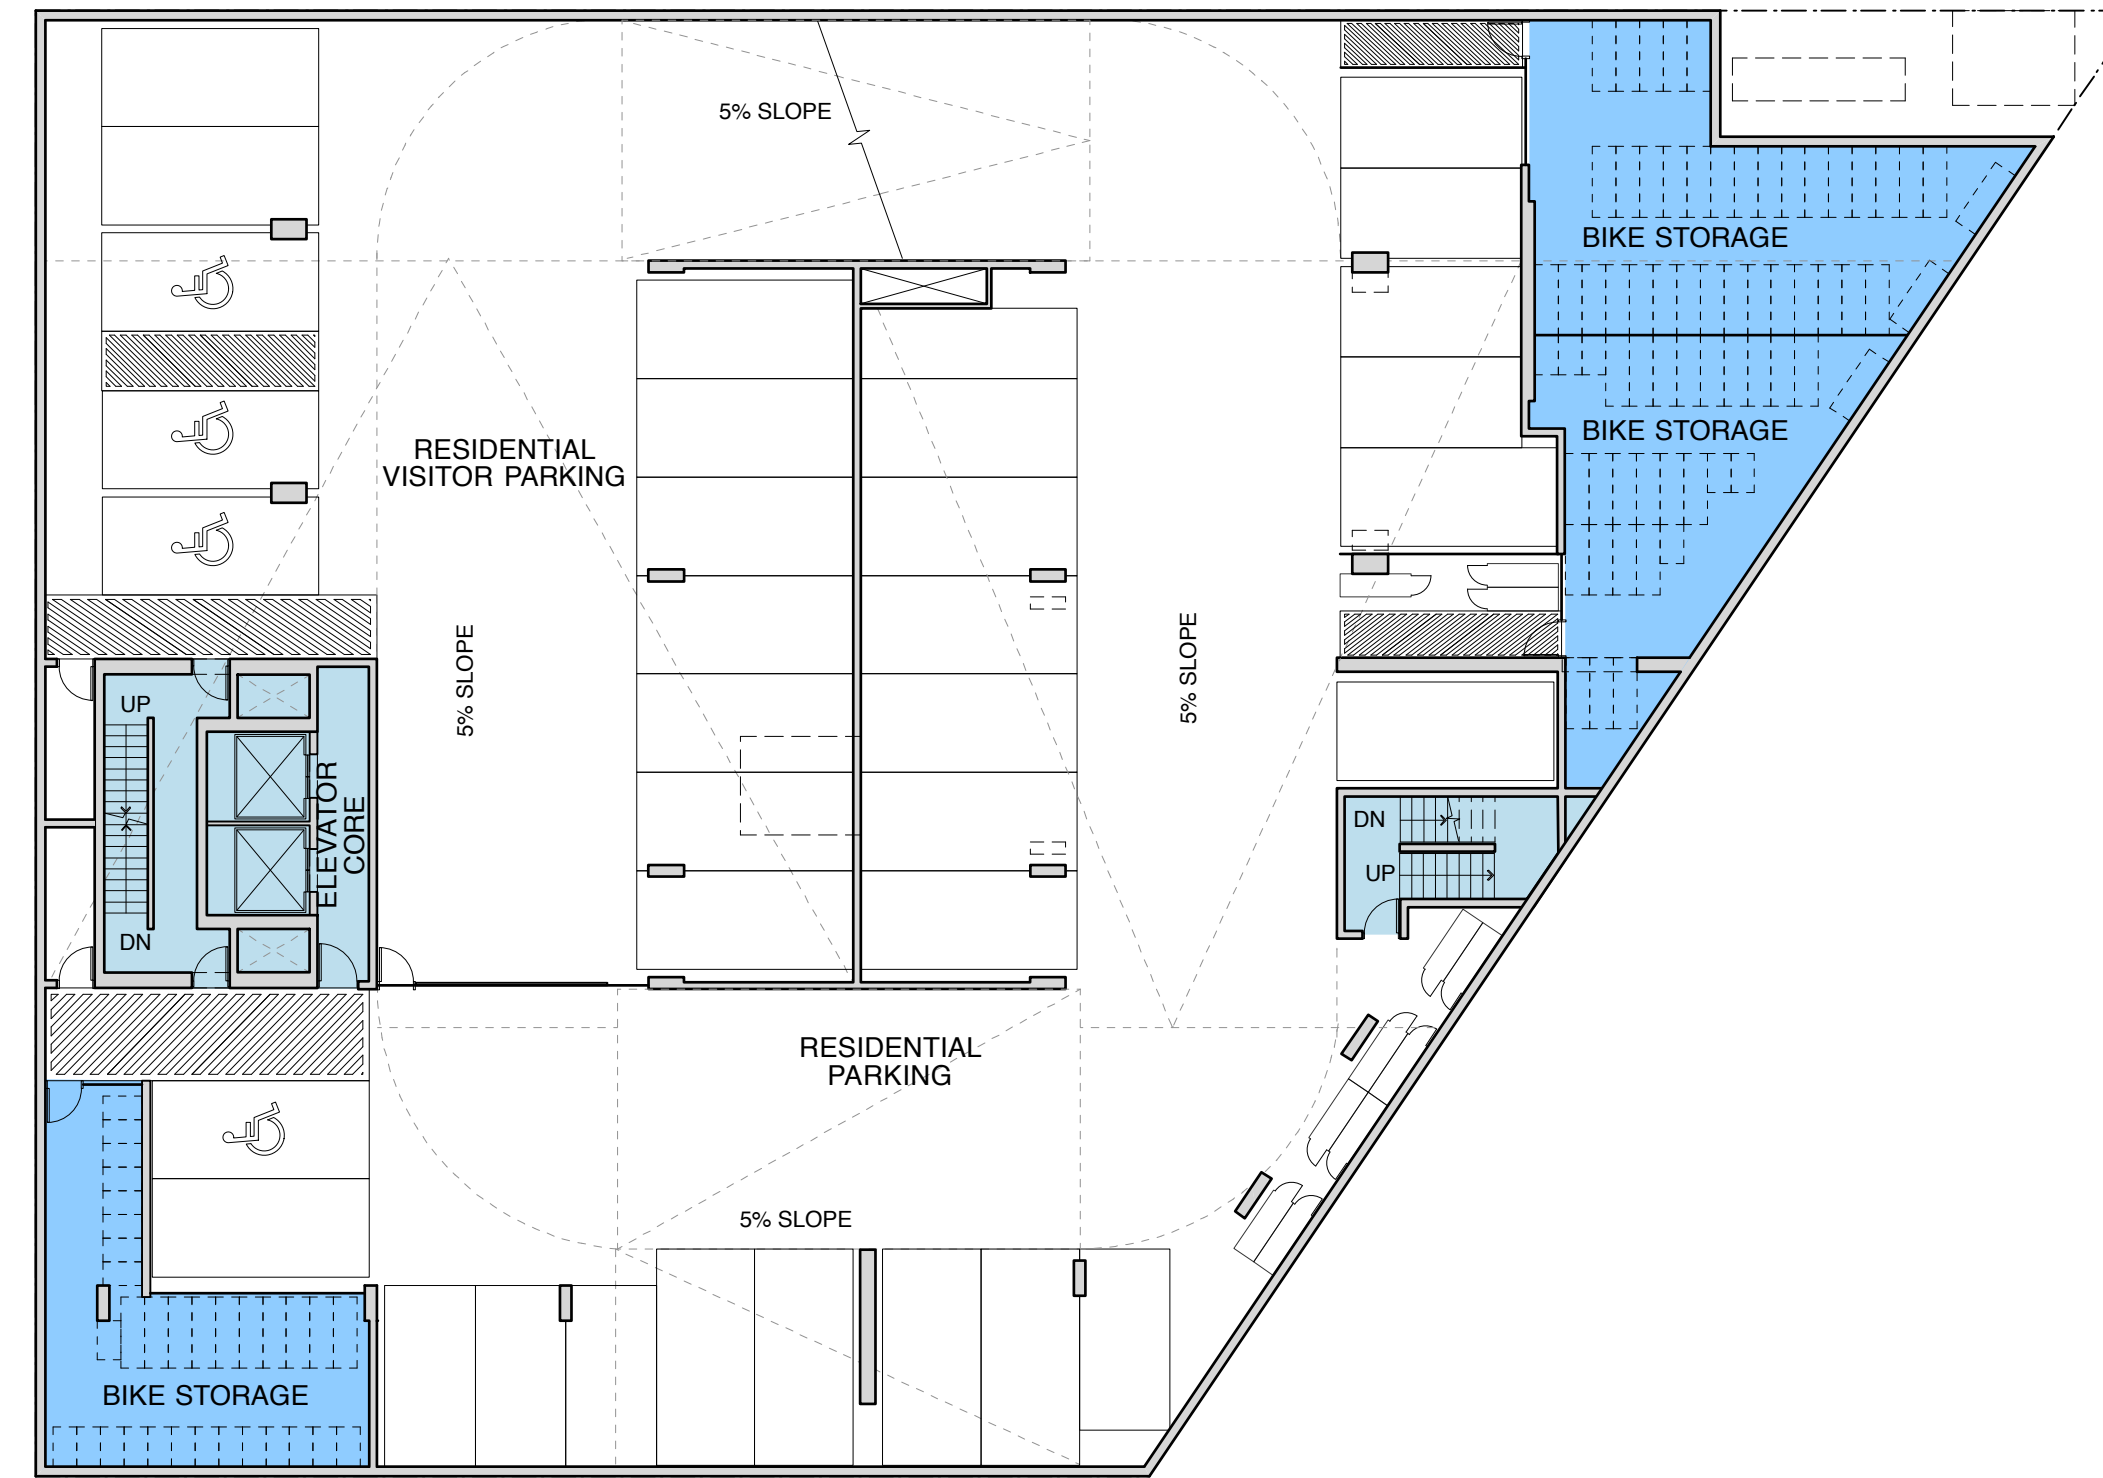 5% SLOPE
BIKE STORAGE
RESIDENTIAL
VISITOR PARKING
BIKE STORAGE
5% SLOPE
5% SLOPE
UP
ELEVATOR
CORE
DN
DN
UP
RESIDENTIAL
PARKING
5% SLOPE
BIKE STORAGE